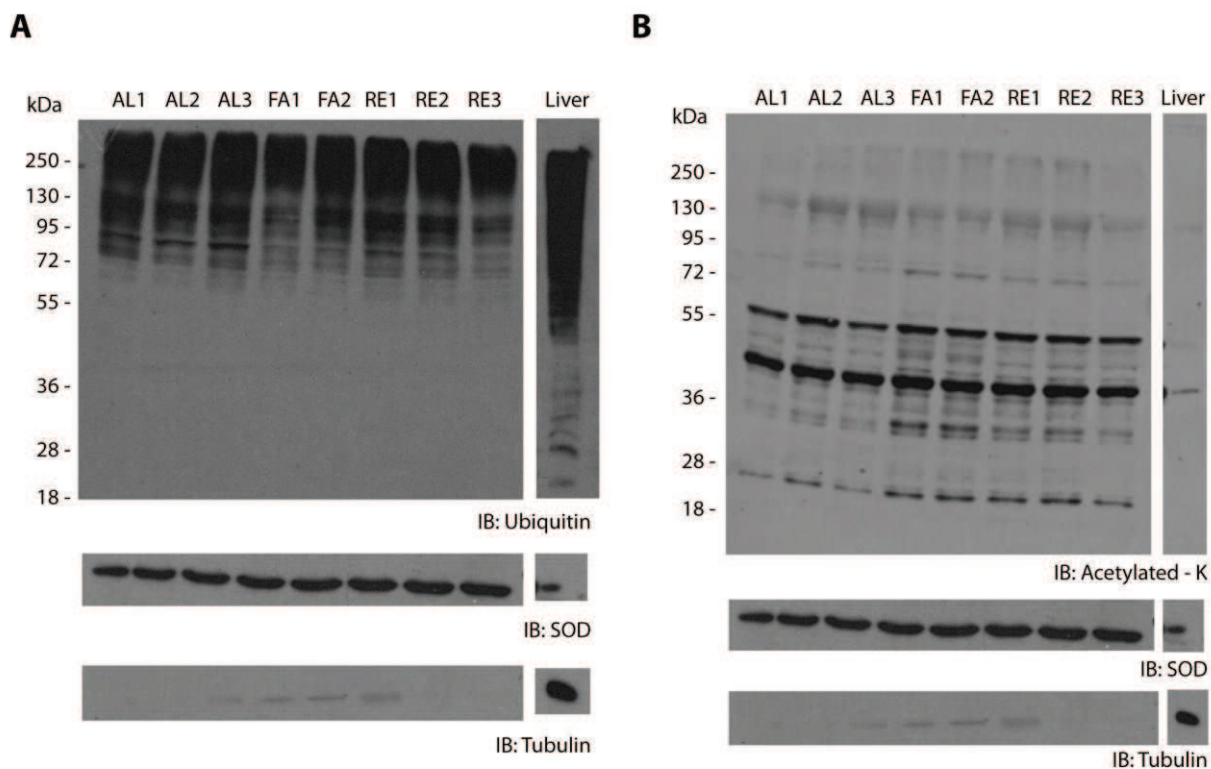 A
kDa AL1 AL2 AL3 FA1 FA2 RE1 RE2 RE3 Liver
250 -
130 -
95 -
72 -
55 -
36 -
28 -
18 -
IB: Ubiquitin
IB: SOD
IB: Tubulin
B
kDa AL1 AL2 AL3 FA1 FA2 RE1 RE2 RE3 Liver
250 -
130 -
95 -
72 -
55 -
36 -
28 -
18 -
IB: Acetylated - K
IB: SOD
IB: Tubulin